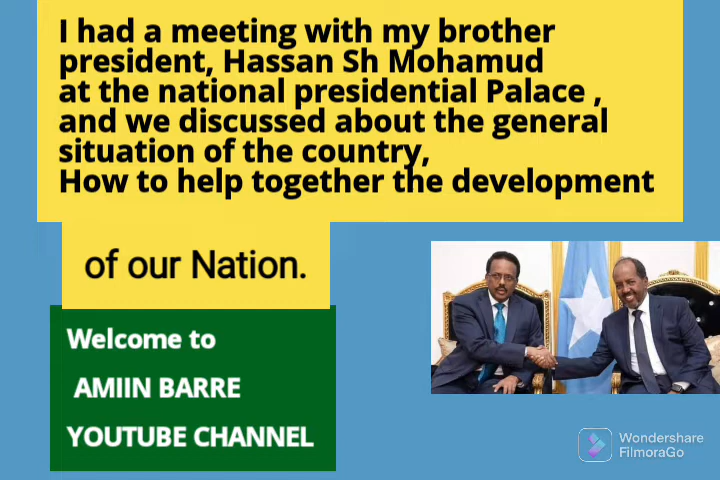 I had a meeting with my brother
president, Hassan Sh Mohamud
at the national presidential Palace ,
and we discussed about the general
situation of the country,
How to help together the development
of our Nation.
Welcome to
AMIIN BARRE
YOUTUBE CHANNEL
Wondershare
FilmoraGo